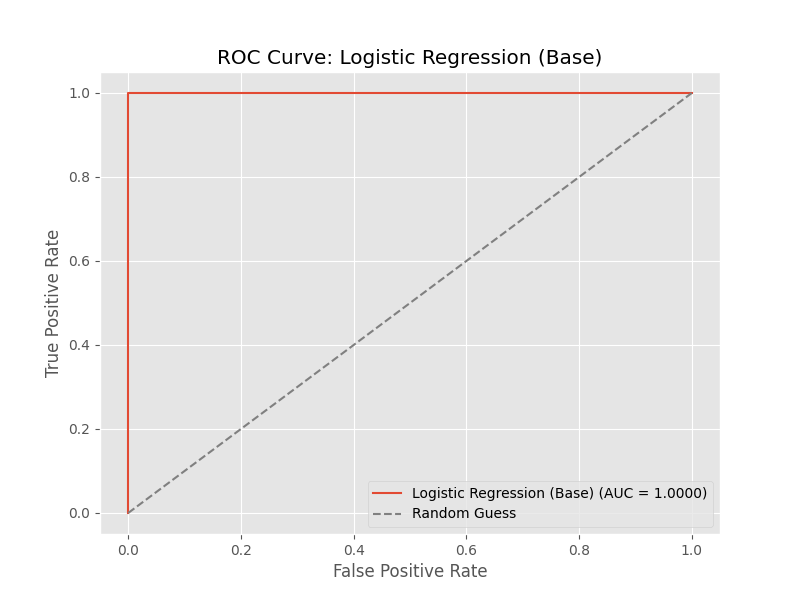 ROC Curve: Logistic Regression (Base)
1.0
0.8
0.6
0.4
0.2
0.0
True Positive Rate
Logistic Regression (Base) (AUC = 1.0000)
Random Guess
0.0 0.2 0.4 0.6 0.8 1.0
False Positive Rate